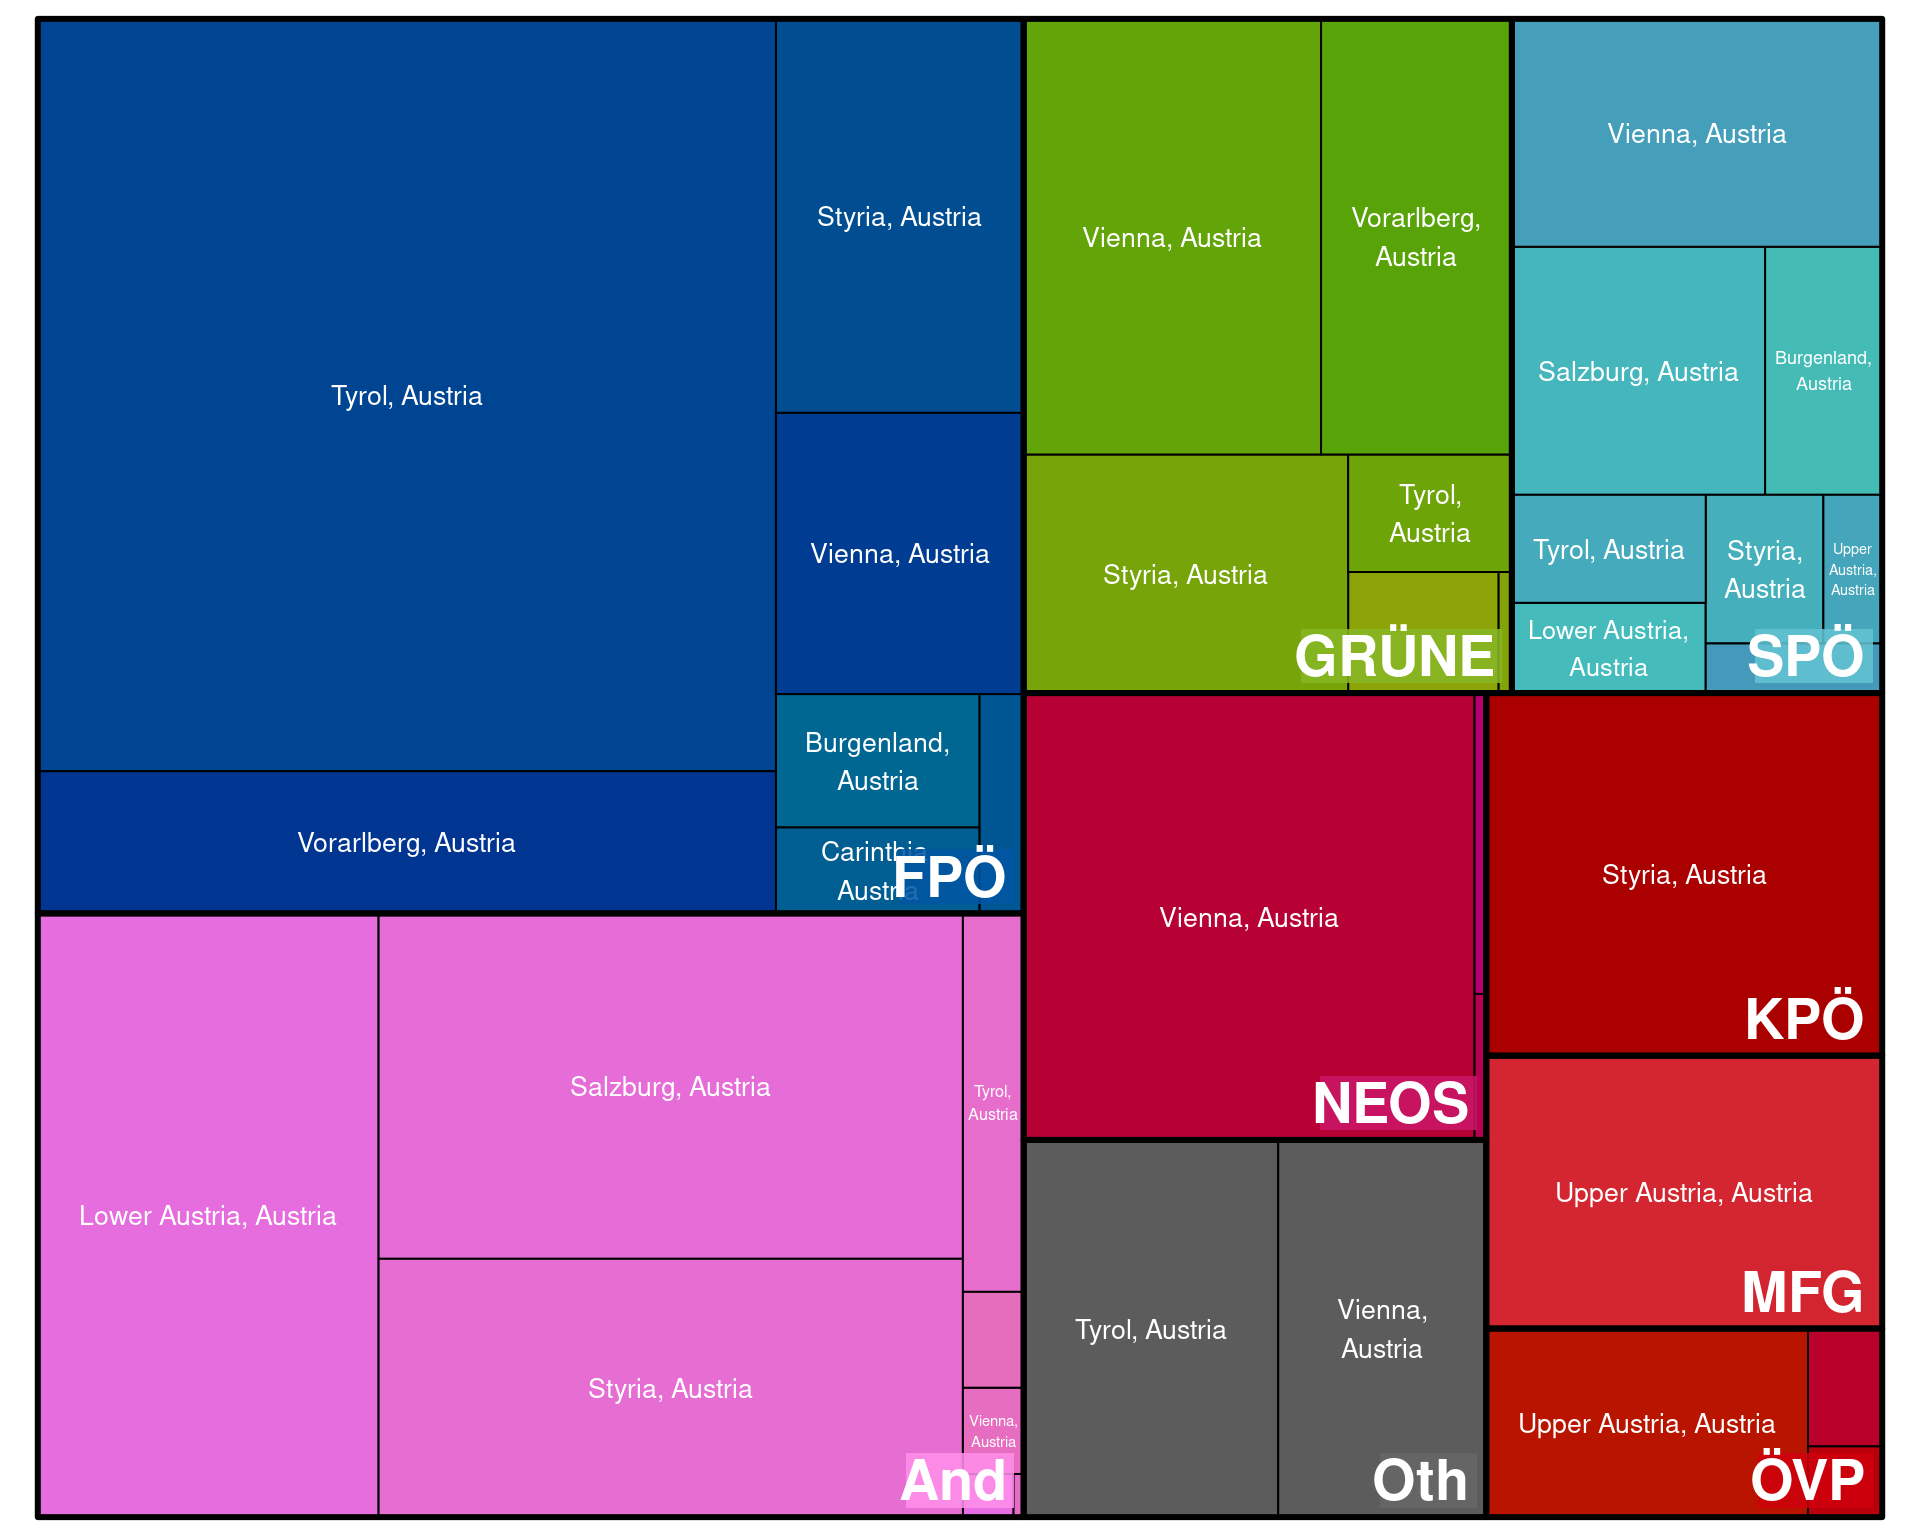 Tyrol, Austria
Styria, Austria
Vienna, Austria
Vorarlberg, Austria
Burgenland,
Austria
Carinthia,
Austria
FPÖ
Vienna, Austria
Vorarlberg,
Austria
Styria, Austria
Tyrol,
Austria
GRÜNE
Vienna, Austria
Salzburg, Austria
Burgenland,
Austria
Tyrol, Austria
Styria,
Austria
Upper
Austria,
Austria
Lower Austria,
Austria
SPÖ
Lower Austria, Austria
Salzburg, Austria
Styria, Austria
Tyrol,
Austria
Vienna,
Austria
And
Vienna, Austria
NEOS
Styria, Austria
KPÖ
Upper Austria, Austria
MFG
Tyrol, Austria
Vienna,
Austria
Oth
Upper Austria, Austria
ÖVP